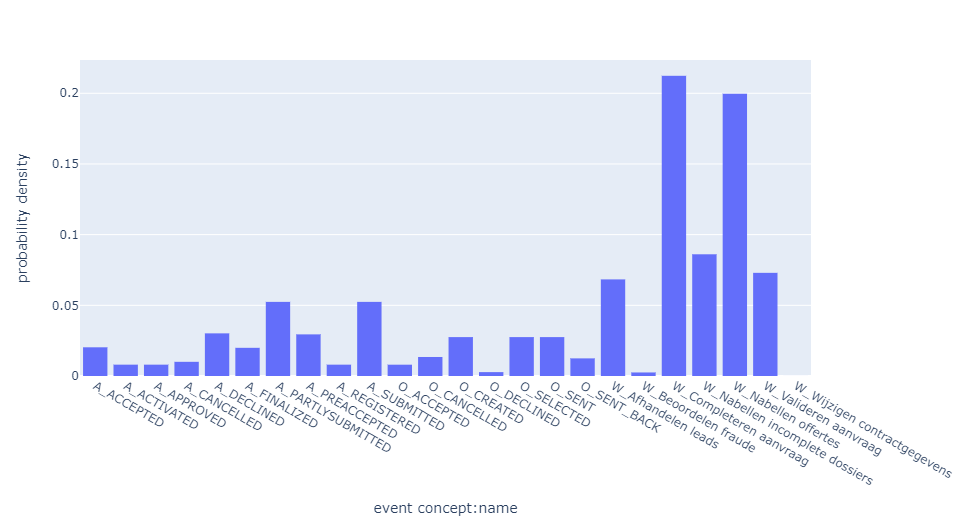 0.2
0.15
0.1
0.05
0
probability density
A_ACCEPTED
A_ACTIVATED
A_APPROVED
A_CANCELLED
A_DECLINED
A_FINALIZED
A_PARTLYSUBMITTED
A_PREACCEPTED
A_REGISTERED
A_SUBMITTED
O_ACCEPTED
O_CANCELLED
O_CREATED
O_DECLINED
O_SELECTED
O_SENT
O_SENT_BACK
W_Afhandelen leads
W_Beoordelen fraude
W_Completeren aanvraag
W_Nabellen incomplete dossiers
W_Nabellen offertes
W_Valideren aanvraag
W_Wijzigen contractgegevens
event concept:name